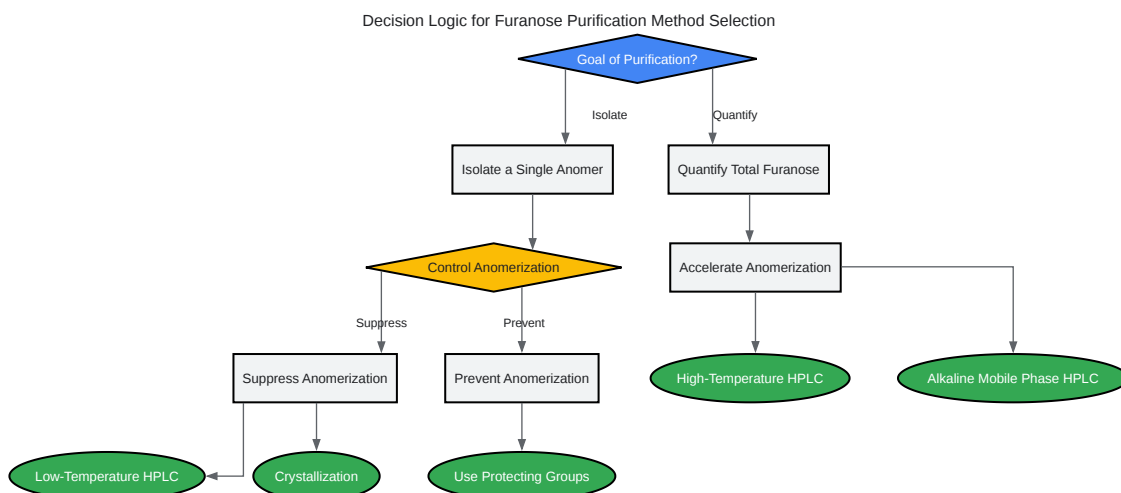 Decision Logic for Furanose Purification Method Selection
Goal of Purification?
Isolate
Quantify
Isolate a Single Anomer
Quantify Total Furanose
Control Anomerization
Accelerate Anomerization
Suppress
Prevent
Suppress Anomerization
Prevent Anomerization
High-Temperature HPLC
Alkaline Mobile Phase HPLC
Low-Temperature HPLC
Crystallization
Use Protecting Groups